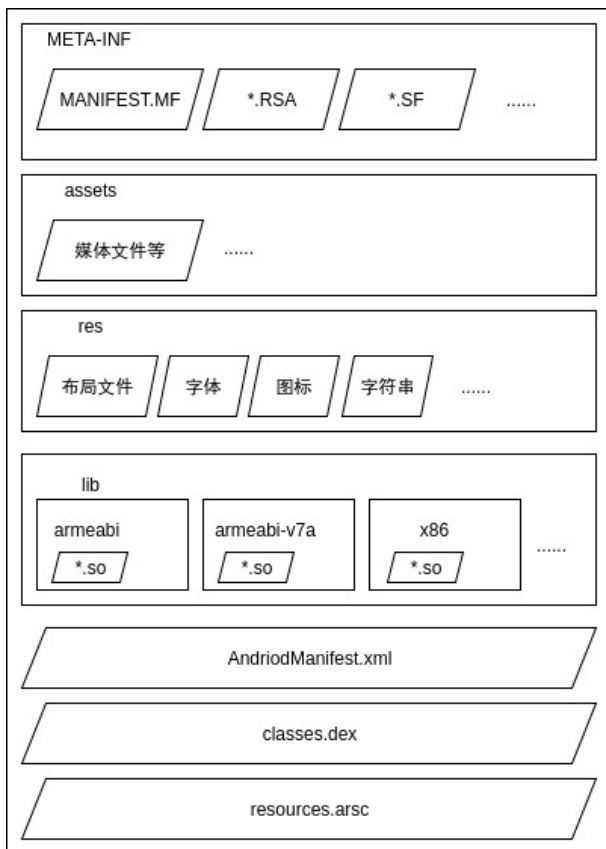 META-INF
MANIFEST.MF
*.RSA
*.SF
......
assets
媒体文件等
......
res
布局文件
字体
图标
字符串
......
lib
armeabi
armeabi-v7a
x86
*.so
*.so
*.so
......
AndriodManifest.xml
classes.dex
resources.arsc